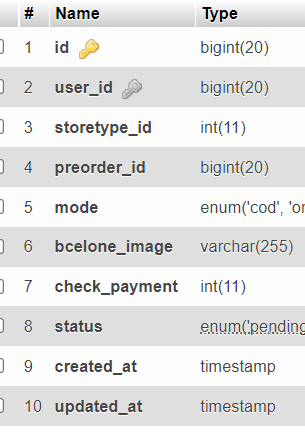 # Name Type
1 id bigint(20)
2 user_id bigint(20)
3 storetype_id int(11)
4 preorder_id bigint(20)
5 mode enum('cod',
6 bcelone_image varchar(255)
7 check_payment int(11)
8 status enum('pending
9 created_at timestamp
10 updated_at timestamp